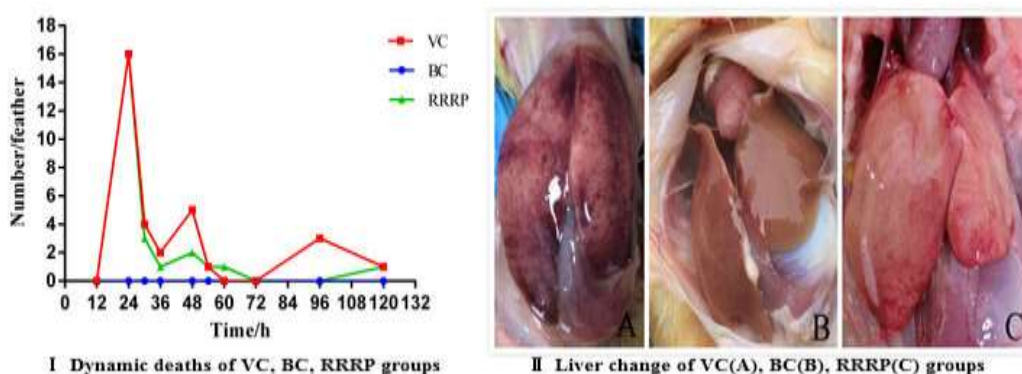 18
16
14
12
10
8
6
4
2
0
Number/feather
0 12 24 36 48 60 72 84 96 108 120 132
Time/h
VC
BC
RRRP
I Dynamic deaths of VC, BC, RRRP groups
A
B
C
II Liver change of VC(A), BC(B), RRRP(C) groups